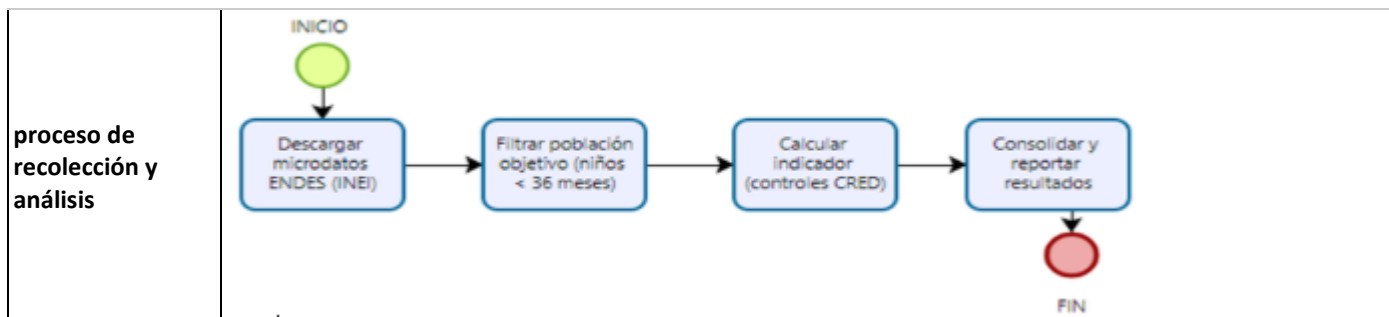 proceso de
recolección y
análisis
INICIO
Descargar
microdatos
ENDES (INEI)
Filtrar población
objetivo (niños
< 36 meses)
Calcular
indicador
(controles CRED)
Consolidar y
reportar
resultados
FIN